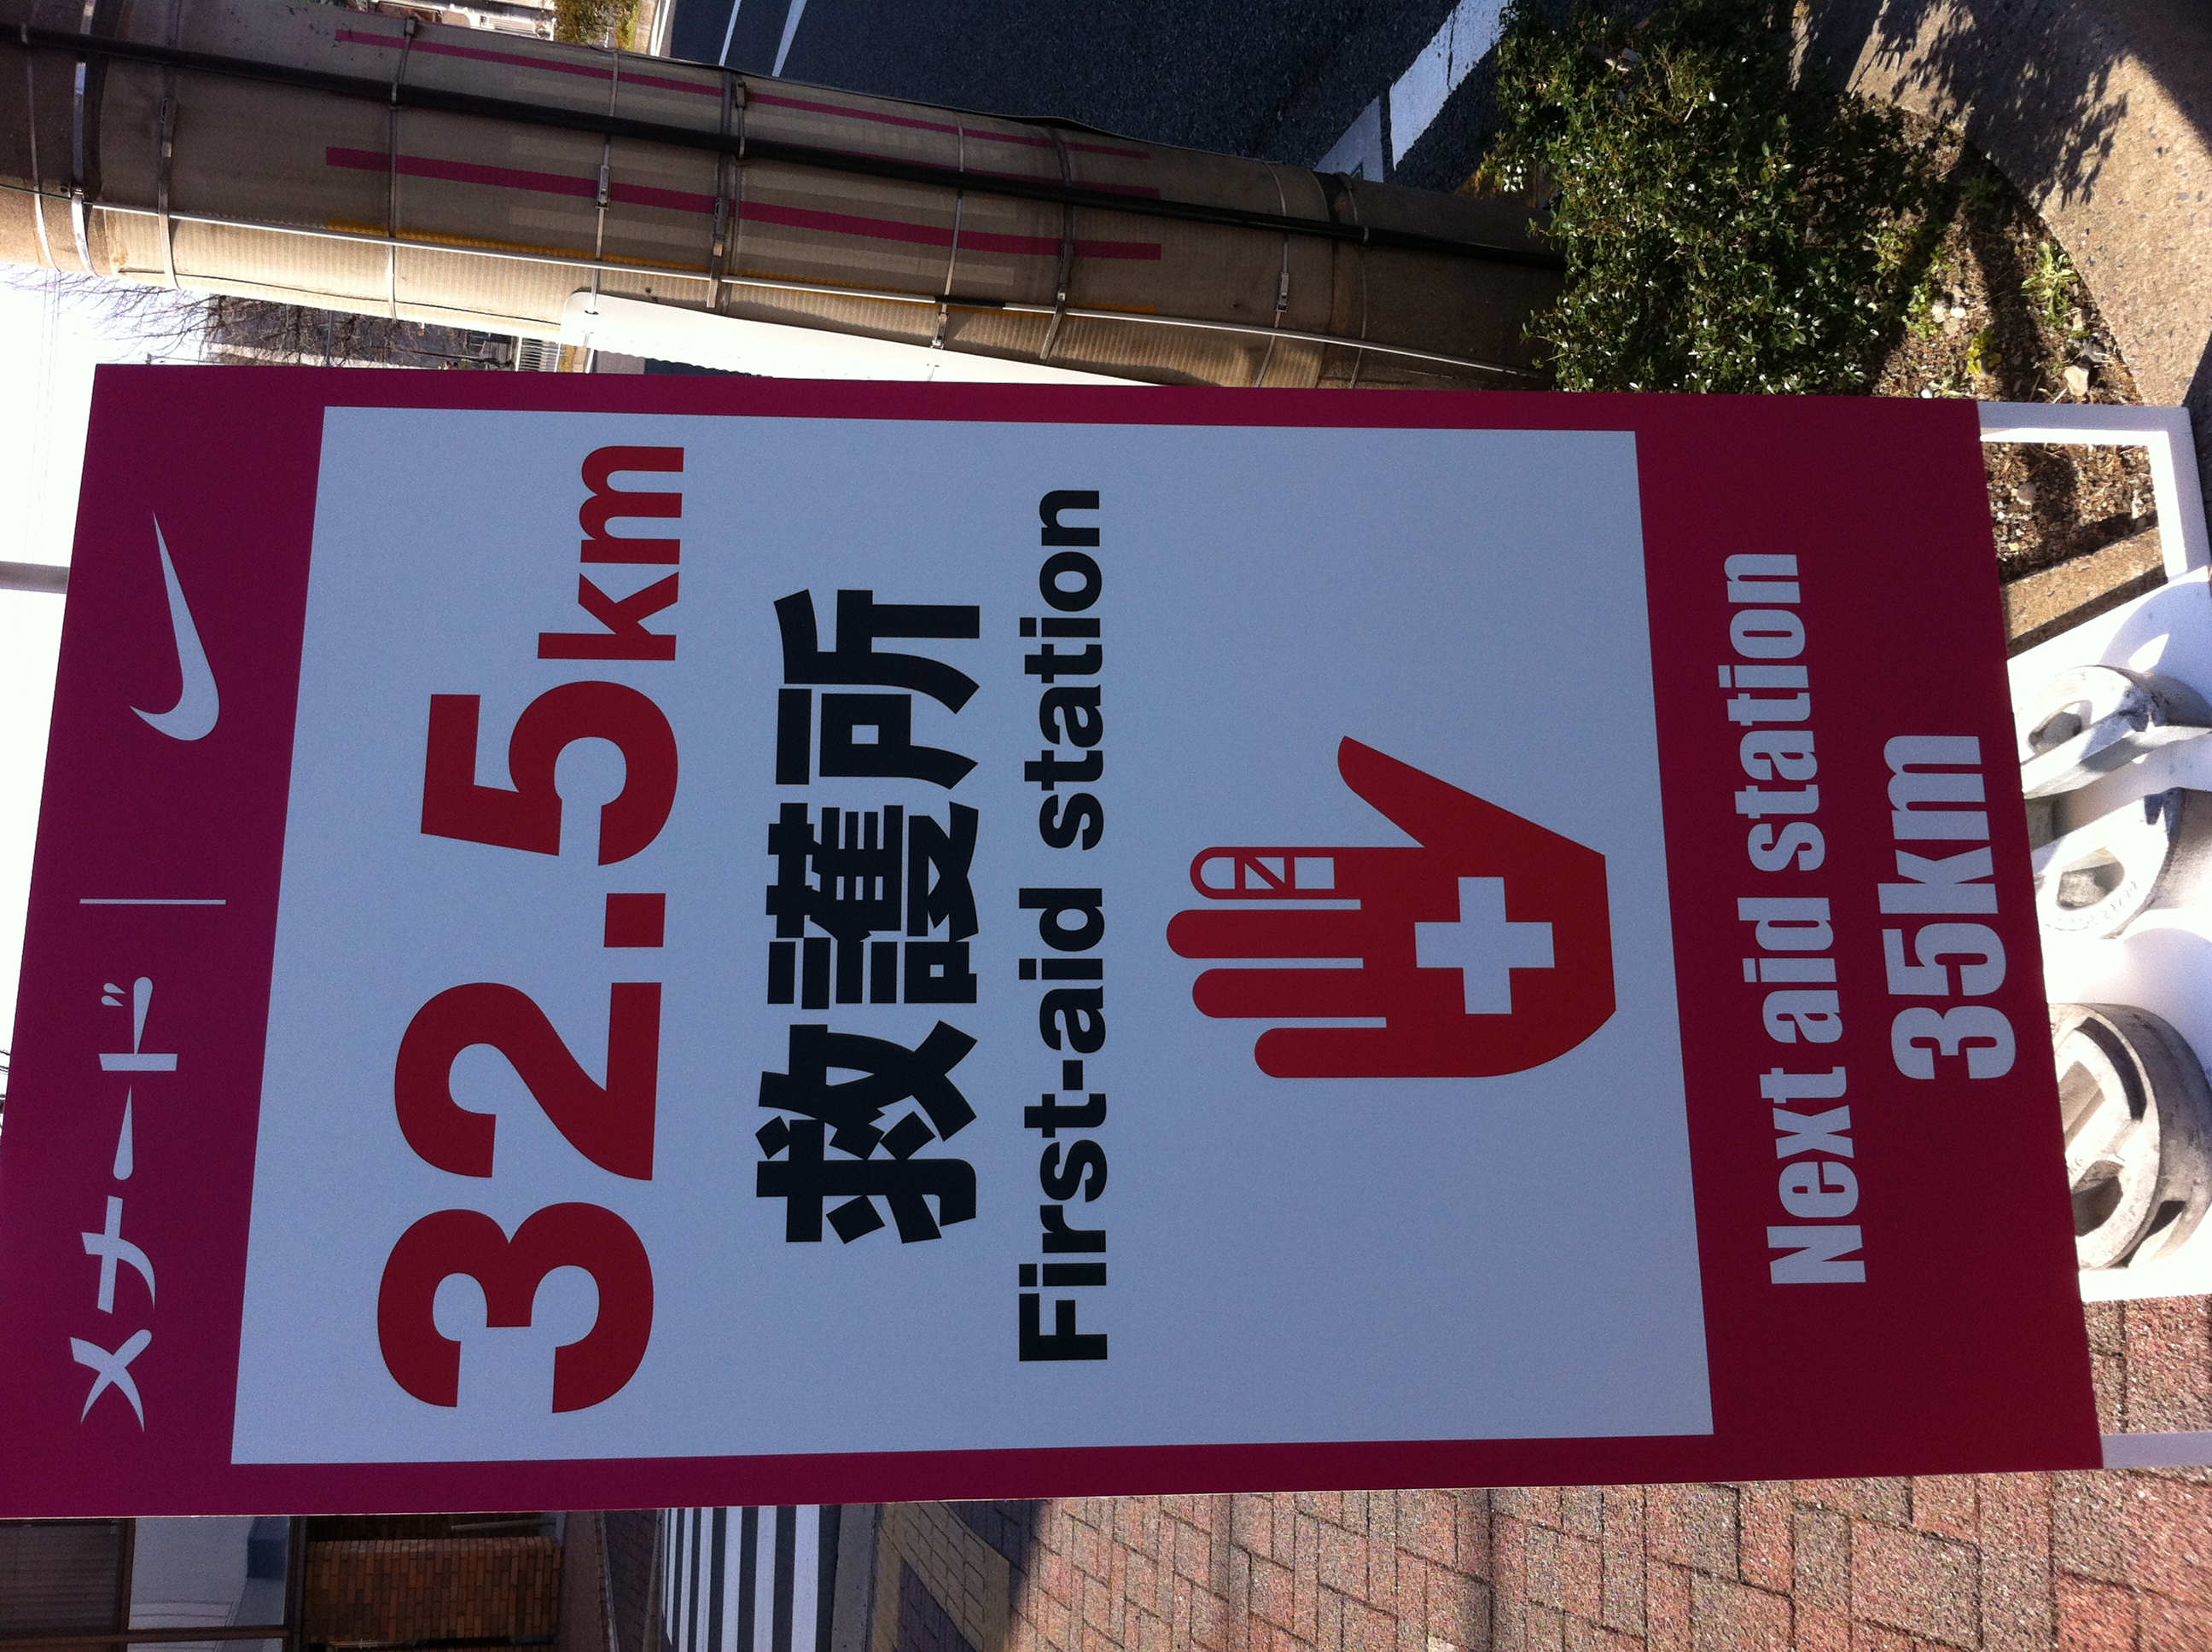 メナード
32.5km
救護所
First-aid station
Next aid station
35km